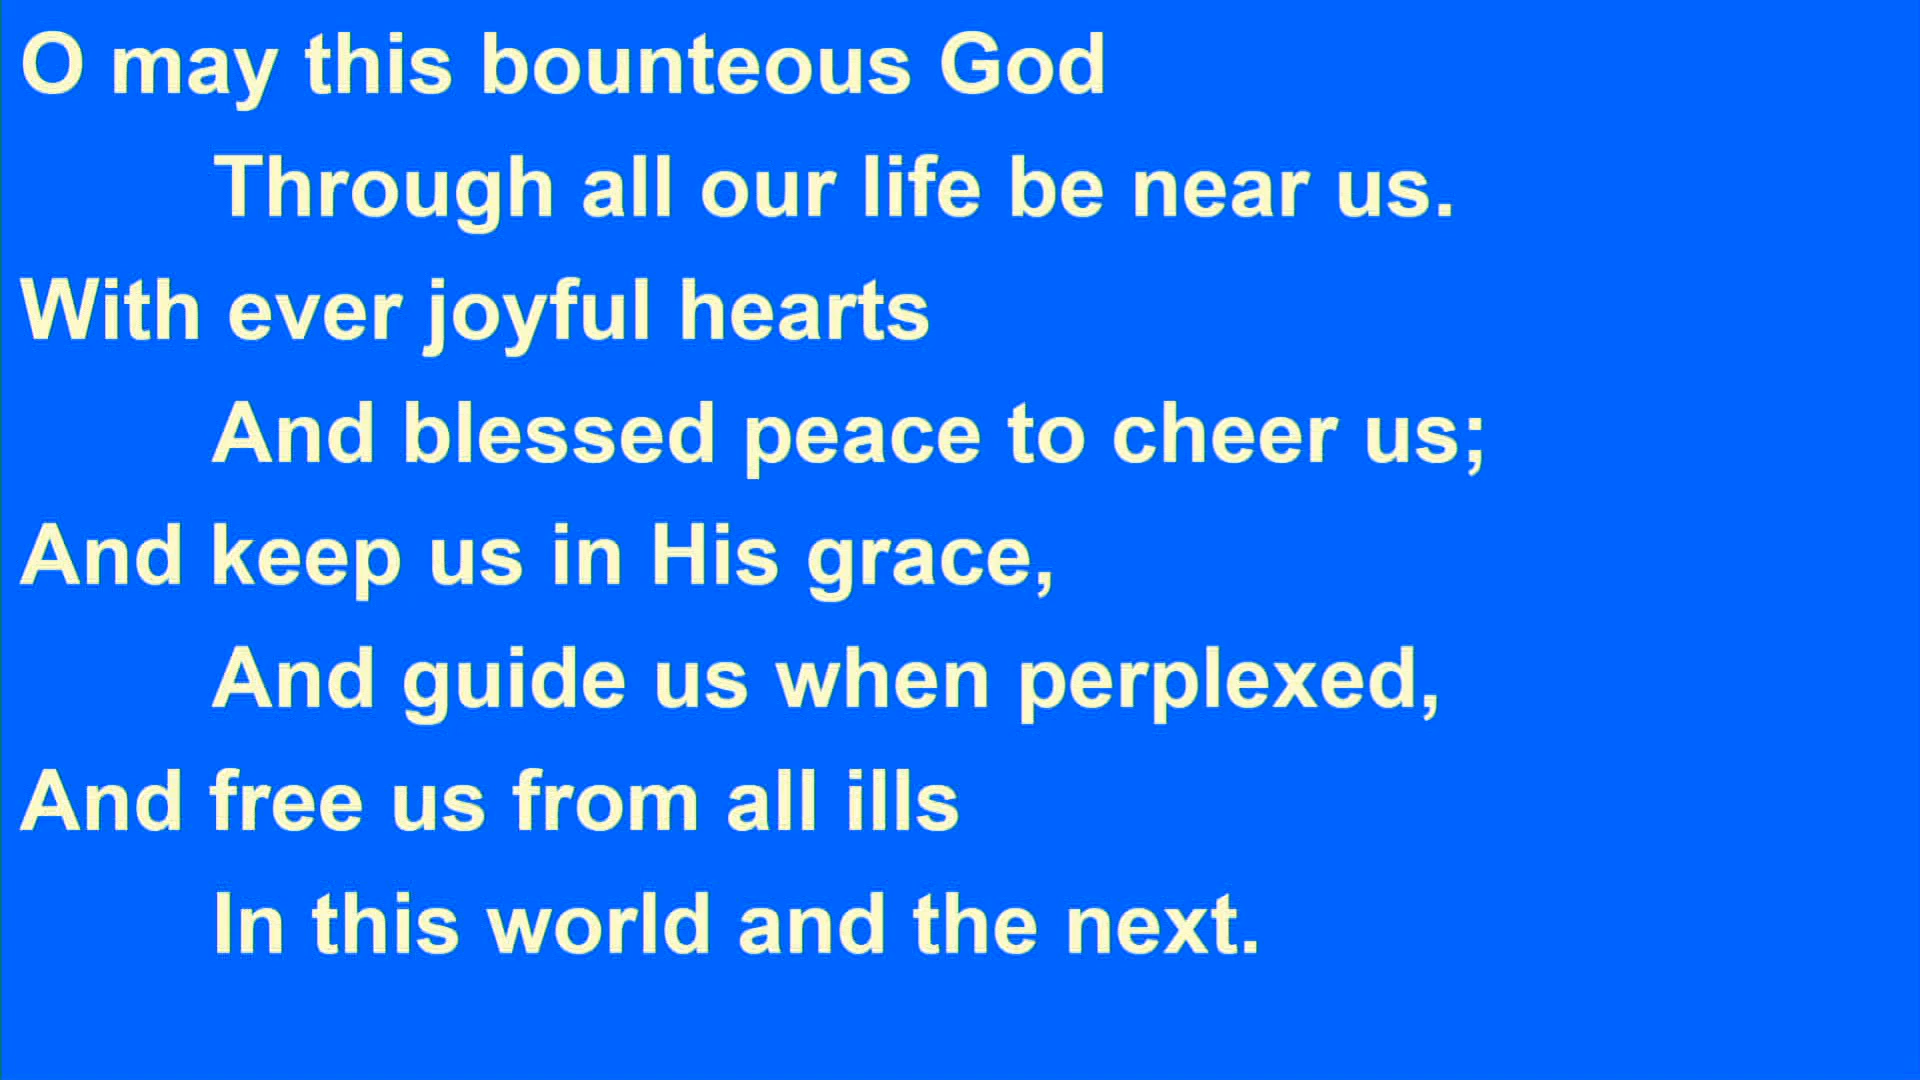 O may this bounteous God
Through all our life be near us.
With ever joyful hearts
And blessed peace to cheer us;
And keep us in His grace,
And guide us when perplexed,
And free us from all ills
In this world and the next.